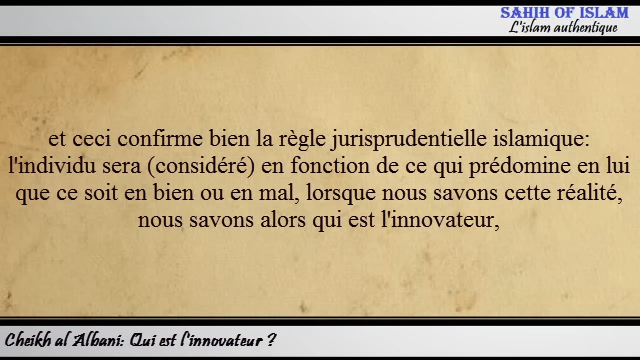 SAHIH OF ISLAM
L'islam authentique
et ceci confirme bien la règle jurisprudentielle islamique:
l'individu sera (considéré) en fonction de ce qui prédomine en lui
que ce soit en bien ou en mal, lorsque nous savons cette réalité,
nous savons alors qui est l'innovateur,
Cheikh al Albani: Qui est l'innovateur ?